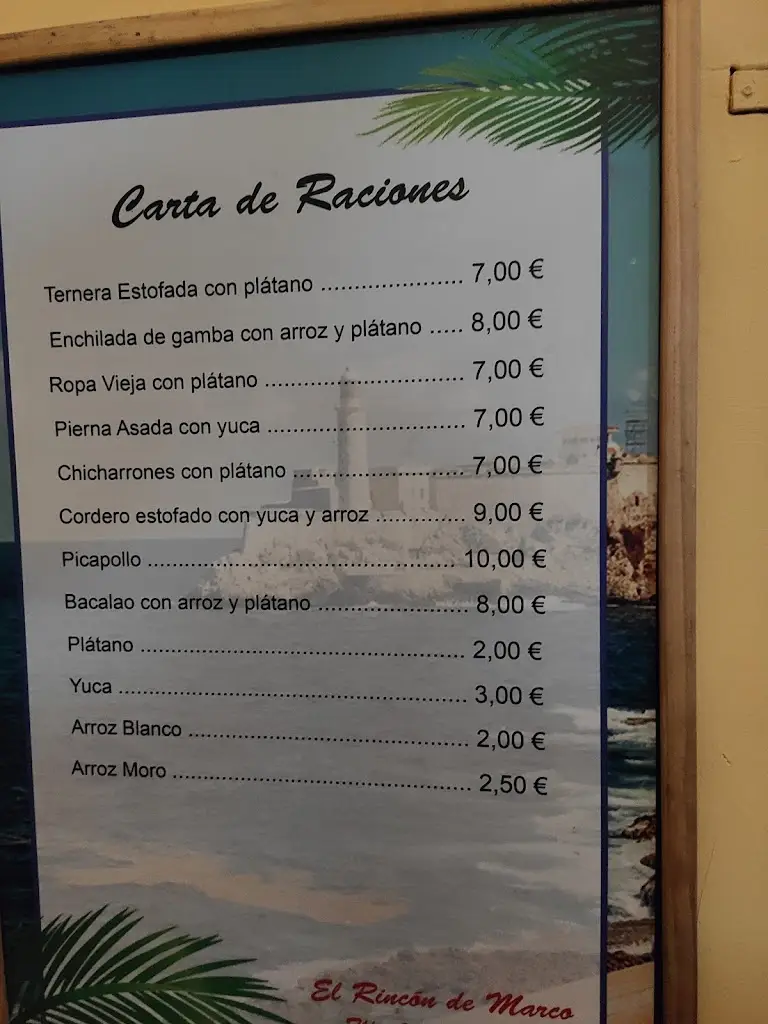 Carta de Raciones
Ternera Estofada con plátano ...................... 7,00 €
Enchilada de gamba con arroz y plátano ..... 8,00 €
Ropa Vieja con plátano ............................... 7,00 €
Pierna Asada con yuca ............................... 7,00 €
Chicharrones con plátano .......................... 7,00 €
Cordero estofado con yuca y arroz .............. 9,00 €
Picapollo ................................................ 10,00 €
Bacalao con arroz y plátano ....................... 8,00 €
Plátano ................................................... 2,00 €
Yuca ...................................................... 3,00 €
Arroz Blanco ............................................ 2,00 €
Arroz Moro .............................................. 2,50 €
El Rincón de Marco